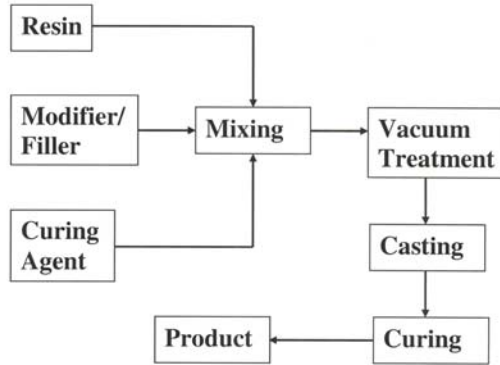 Resin
Modifier/
Filler
Mixing
Vacuum
Treatment
Curing
Agent
Casting
Product
Curing